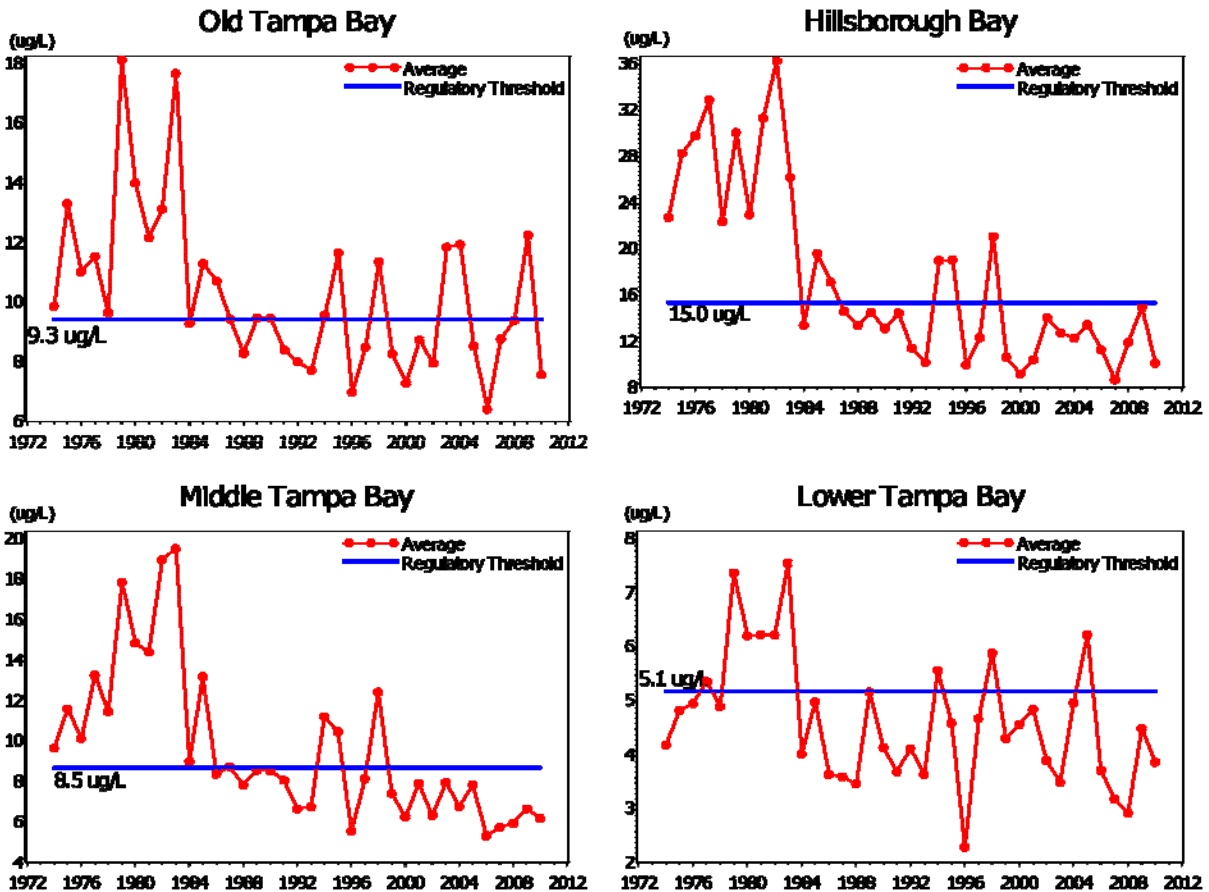 Old Tampa Bay
(ug/L)
18
16
14
12
10
8
6
Average
Regulatory Threshold
9.3 ug/L
1972 1976 1980 1984 1988 1992 1996 2000 2004 2008 2012
Hillsborough Bay
(ug/L)
36
32
28
24
20
16
12
8
Average
Regulatory Threshold
15.0 ug/L
1972 1976 1980 1984 1988 1992 1996 2000 2004 2008 2012
Middle Tampa Bay
(ug/L)
20
18
16
14
12
10
8
6
4
Average
Regulatory Threshold
8.5 ug/L
1972 1976 1980 1984 1988 1992 1996 2000 2004 2008 2012
Lower Tampa Bay
(ug/L)
8
7
6
5
4
3
2
Average
Regulatory Threshold
5.1 ug/L
1972 1976 1980 1984 1988 1992 1996 2000 2004 2008 2012